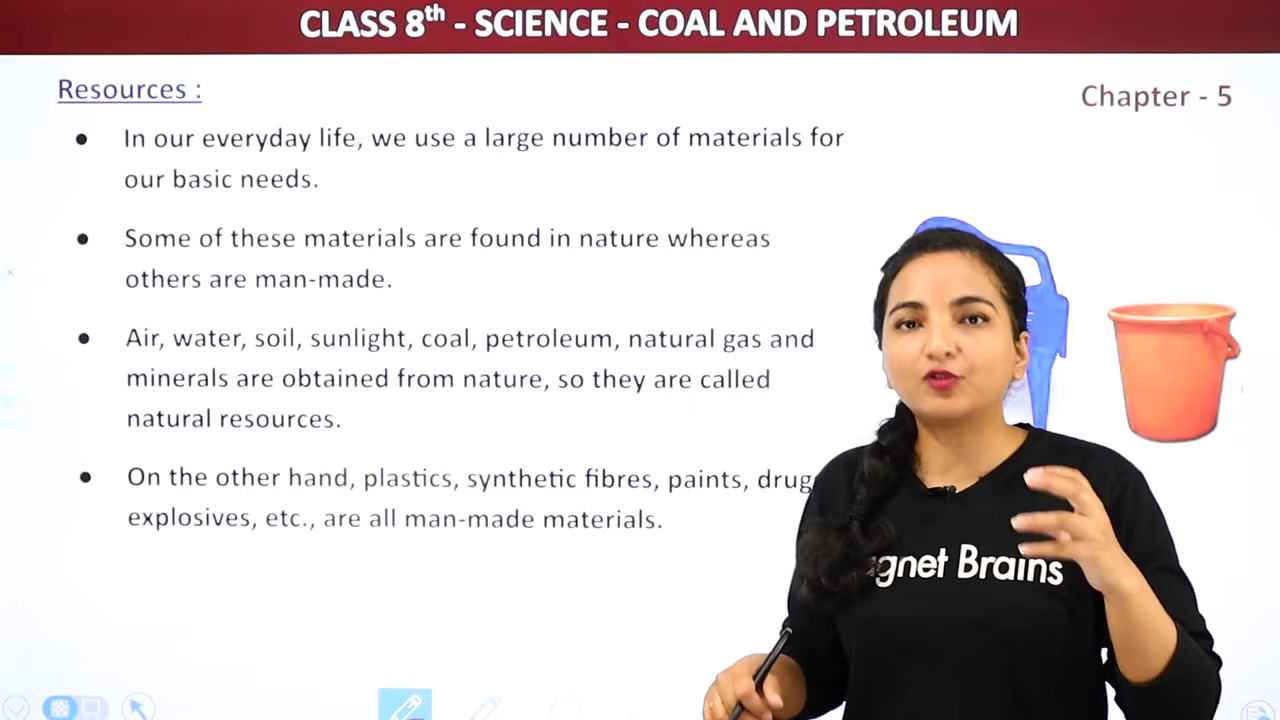 CLASS 8th - SCIENCE - COAL AND PETROLEUM
Resources :
Chapter - 5
● In our everyday life, we use a large number of materials for
our basic needs.
● Some of these materials are found in nature whereas
others are man-made.
● Air, water, soil, sunlight, coal, petroleum, natural gas and
minerals are obtained from nature, so they are called
natural resources.
● On the other hand, plastics, synthetic fibres, paints, drug
explosives, etc., are all man-made materials.
gnet Brains